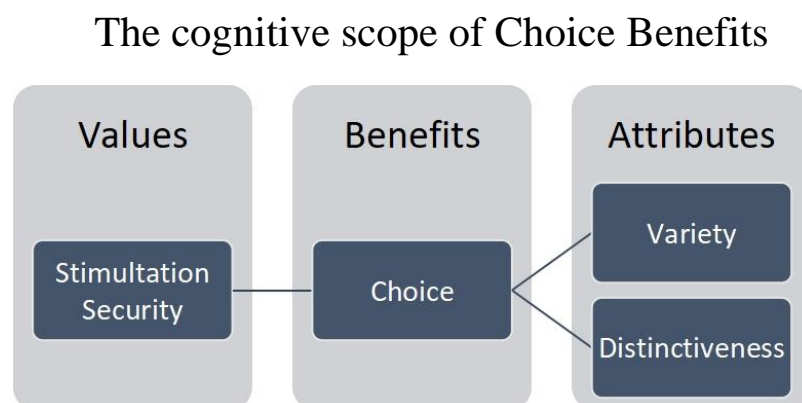 The cognitive scope of Choice Benefits
Values
Benefits
Attributes
Stimultation
Security
Choice
Variety
Distinctiveness